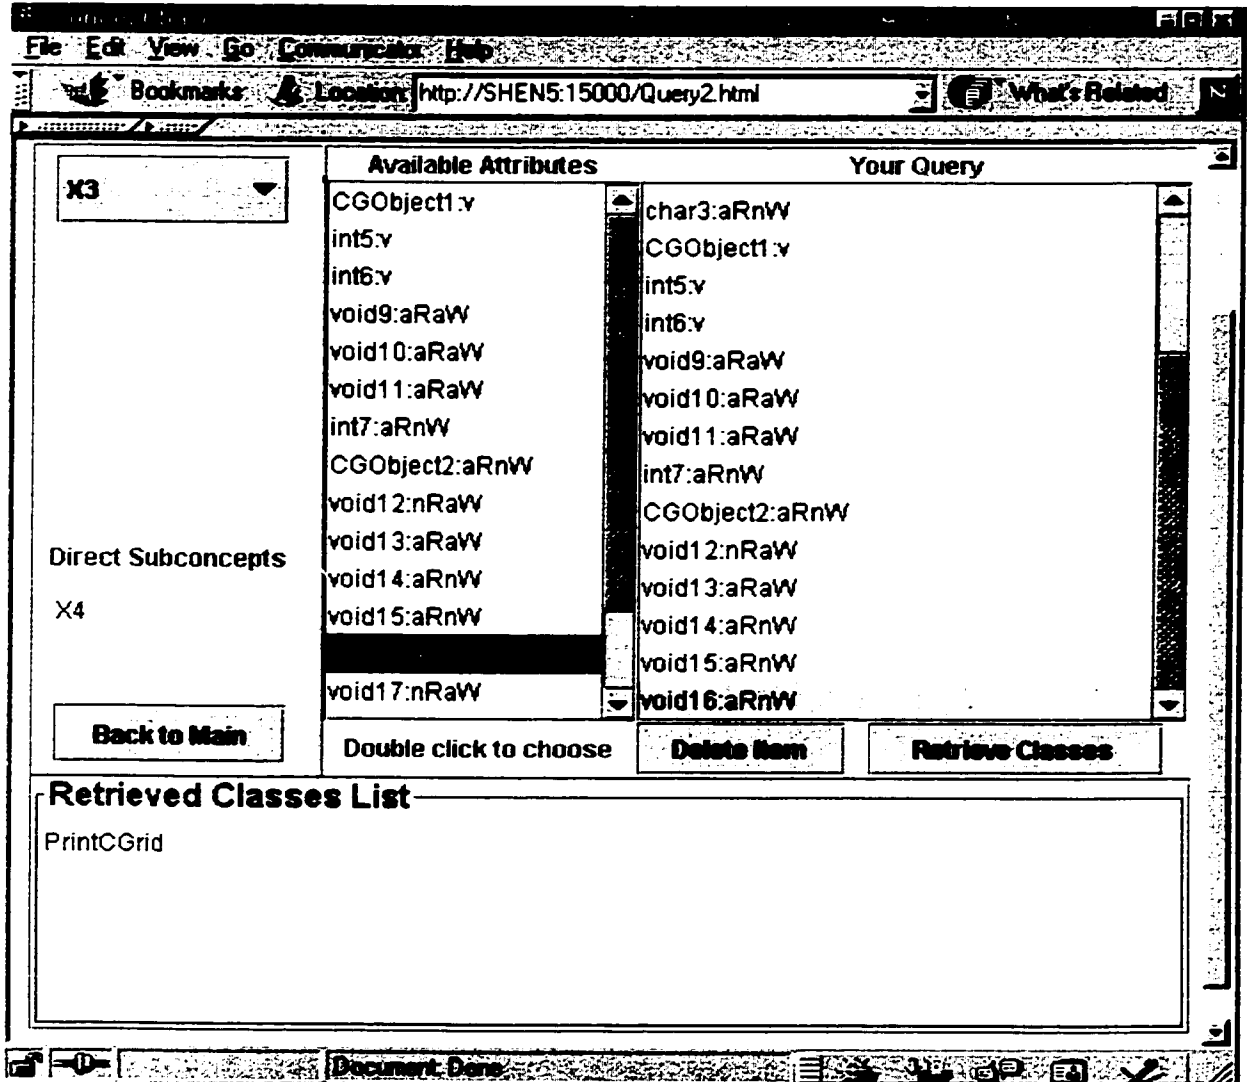 File Edit View Go Communicator Help
Bookmarks Location: http://SHEN5:15000/Query2.html What's Related
X3
Available Attributes
CGObject1:v
int5:v
int6:v
void9:aRaW
void10:aRaW
void11:aRaW
int7:aRnW
CGObject2:aRnW
void12:nRaW
void13:aRaW
void14:aRnW
void15:aRnW
void17:nRaW
Double click to choose
Your Query
char3:aRnW
CGObject1:v
int5:v
int6:v
void9:aRaW
void10:aRaW
void11:aRaW
int7:aRnW
CGObject2:aRnW
void12:nRaW
void13:aRaW
void14:aRnW
void15:aRnW
void16:aRnW
Delete Item Retrieve Classes
Direct Subconcepts
X4
Back to Main
Retrieved Classes List
PrintCGrid
Document: Done